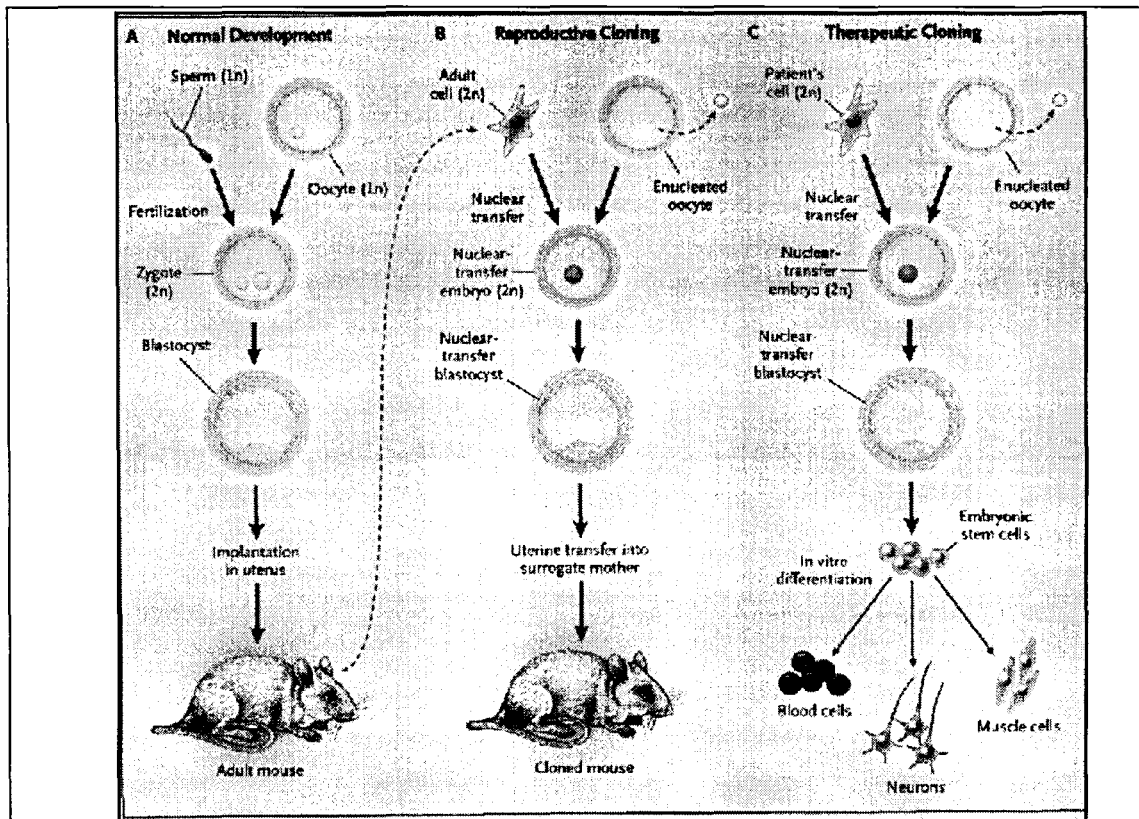 A Normal Development
Sperm (1n)
Oocyte (1n)
Fertilization
Zygote
(2n)
Blastocyst
Implantation
in uterus
Adult mouse
B Reproductive Cloning
Adult
cell (2n)
Enucleated
oocyte
Nuclear
transfer
Nuclear-
transfer
embryo (2n)
Nuclear-
transfer
blastocyst
Uterine transfer into
surrogate mother
Cloned mouse
C Therapeutic Cloning
Patient's
cell (2n)
Enucleated
oocyte
Nuclear
transfer
Nuclear-
transfer
embryo (2n)
Nuclear-
transfer
blastocyst
Embryonic
stem cells
In vitro
differentiation
Blood cells
Neurons
Muscle cells